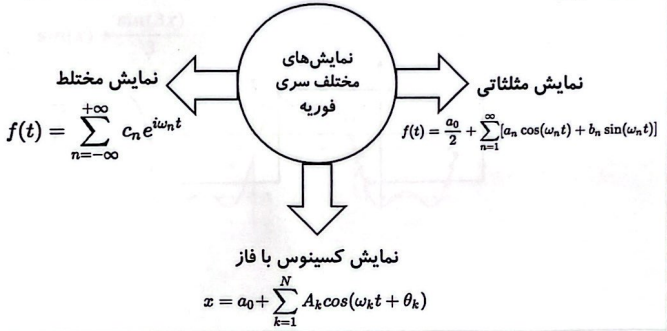 نمایش‌های
مختلف سری
فوریه
نمایش مثلثاتی
f(t) = \frac{a_0}{2} + \sum_{n=1}^{\infty} [a_n \cos(\omega_n t) + b_n \sin(\omega_n t)]
نمایش مختلط
f(t) = \sum_{n=-\infty}^{+\infty} c_n e^{i\omega_n t}
نمایش کسینوس با فاز
x = a_0 + \sum_{k=1}^{N} A_k cos(\omega_k t + \theta_k)